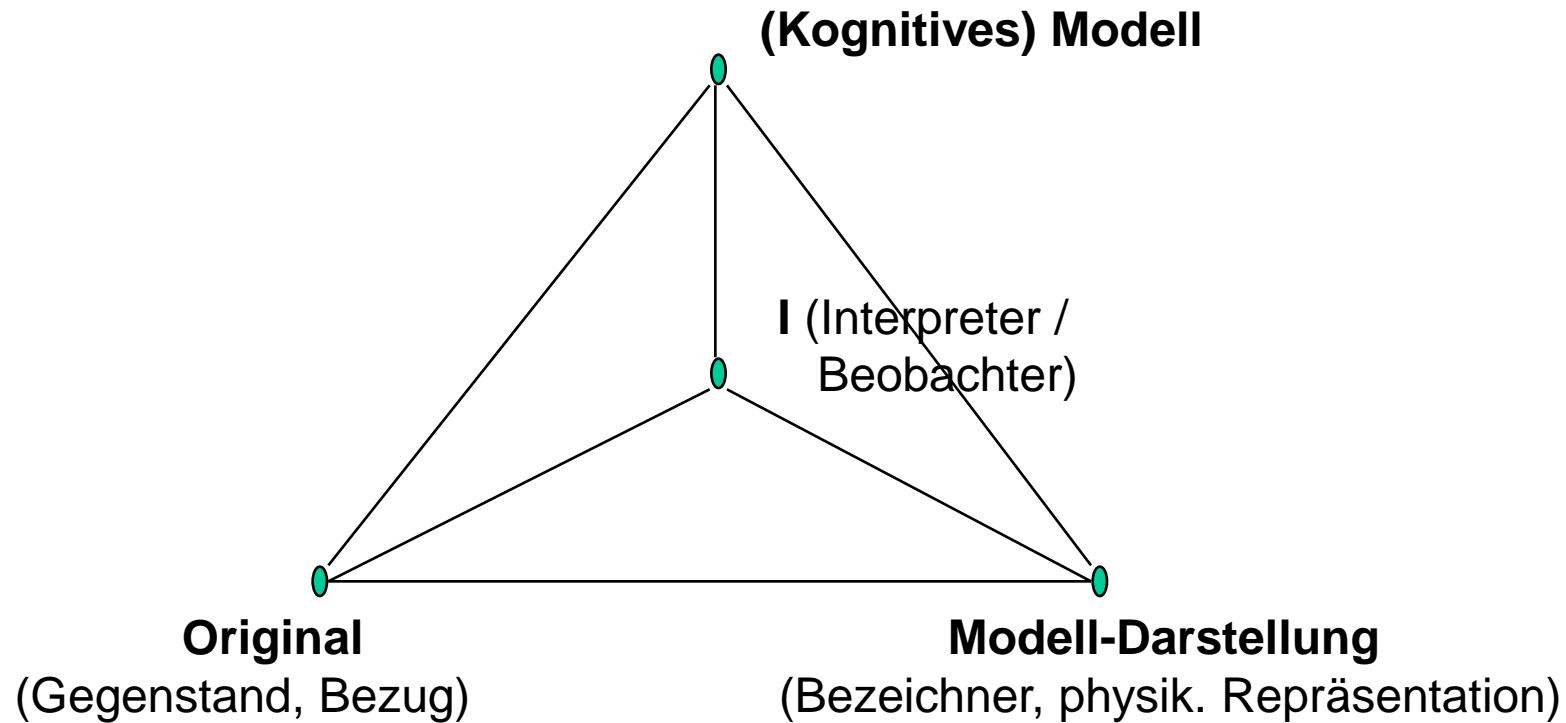 (Kognitives) Modell
I (Interpreter /
Beobachter)
Original
(Gegenstand, Bezug)
Modell-Darstellung
(Bezeichner, physik. Repräsentation)